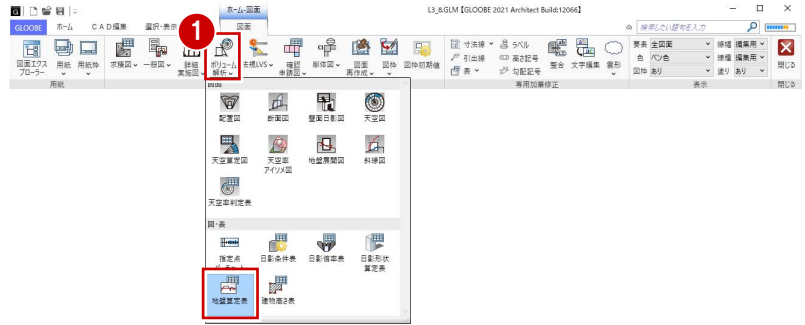 ホーム-図面
L3_8.GLM [GLOOBE 2021 Architect Build:12066]
GLOOBE ホーム CAD編集 選択・表示 図面
検索したい語句を入力
1
図面エクスプローラー 用紙 用紙枠 求積図 一般図 詳細実施図 ボリューム解析 法規LVS 確認申請図 部体図 図面再作成 図枠 図枠初期値
寸法線 ラベル
引出線 高さ記号
表 勾配記号
整合 文字編集 雲形
要素 全図面 線種 編集用
色 ペン色 線幅 編集用
図枠 あり 塗り あり
閉じる
用紙 専用加筆修正 表示 閉じる
図面
配置図 断面図 壁面日影図 天空図
天空算定図 天空率アイソメ図 地盤展開図 斜線図
天空率判定表
図・表
指定点 日影条件表 日影倍率表 日影形状算定表
地盤算定表 建物高さ表